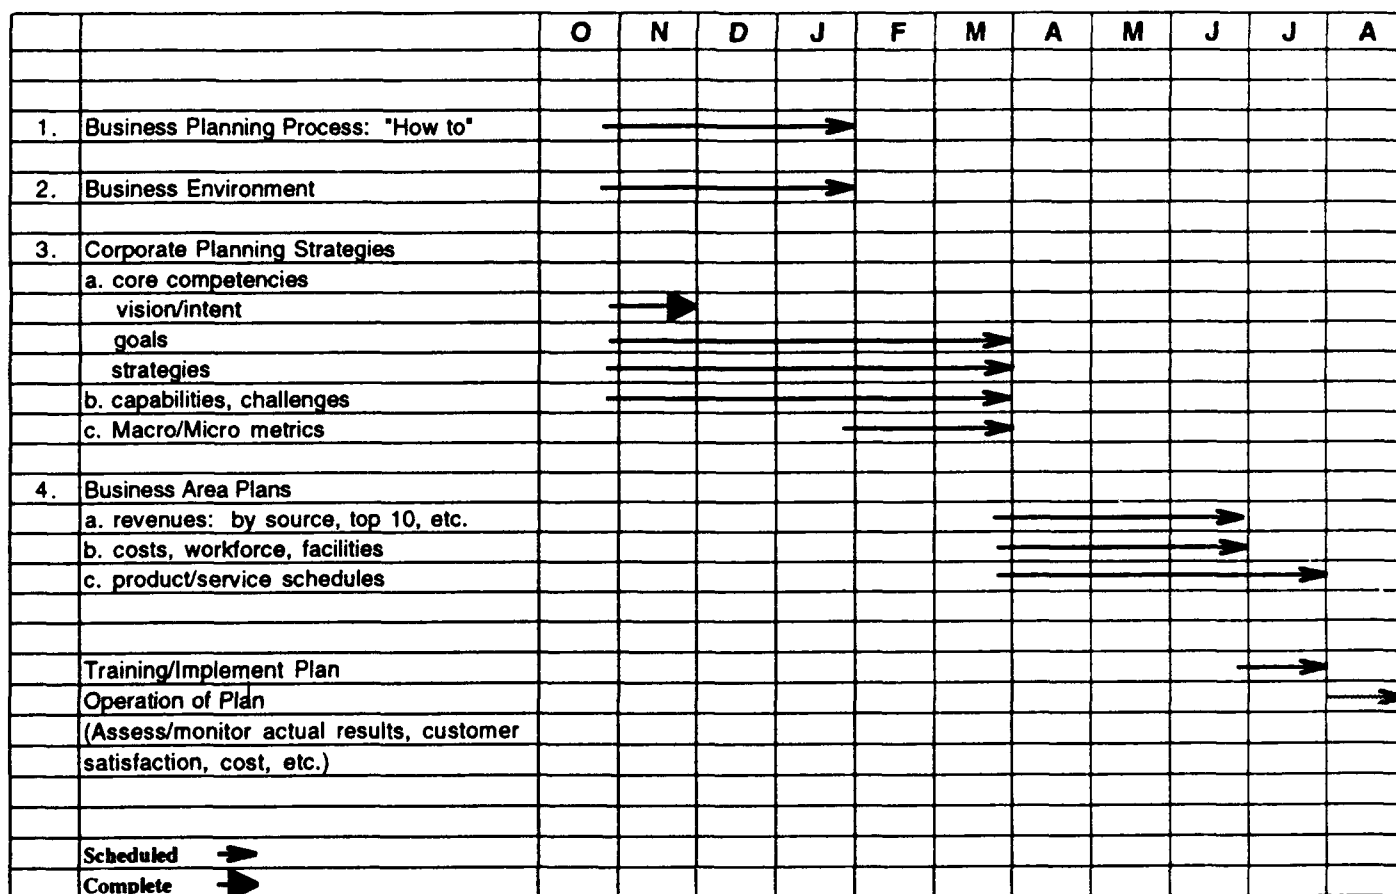 O N D J F M A M J J A
1. Business Planning Process: "How to"
2. Business Environment
3. Corporate Planning Strategies
a. core competencies
vision/intent
goals
strategies
b. capabilities, challenges
c. Macro/Micro metrics
4. Business Area Plans
a. revenues: by source, top 10, etc.
b. costs, workforce, facilities
c. product/service schedules
Training/Implement Plan
Operation of Plan
(Assess/monitor actual results, customer
satisfaction, cost, etc.)
Scheduled
Complete